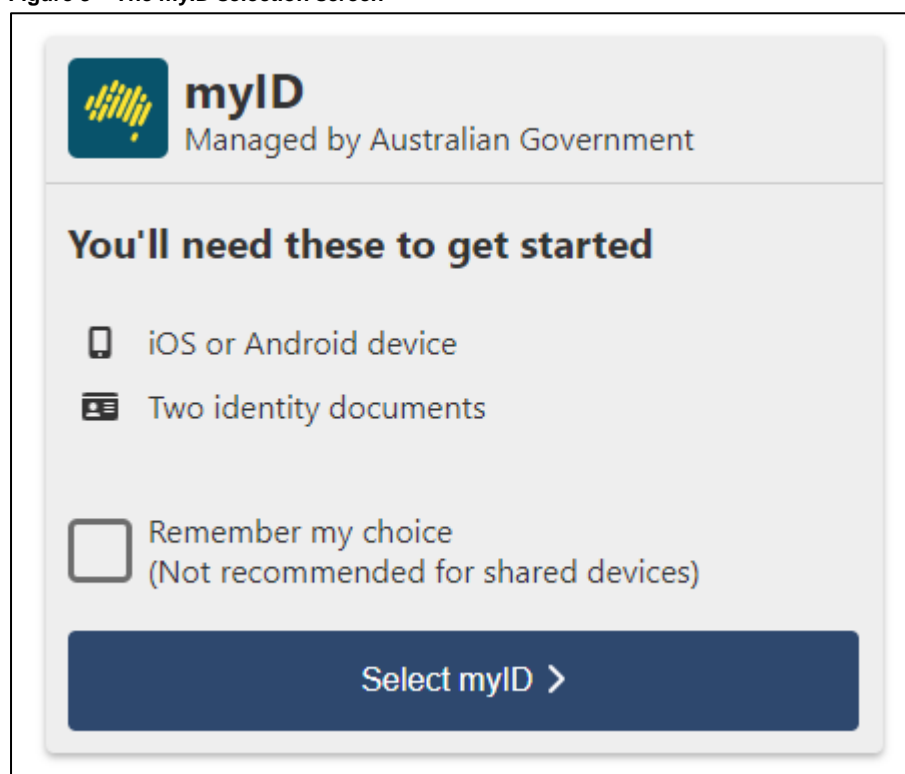 myID
Managed by Australian Government
You'll need these to get started
iOS or Android device
Two identity documents
Remember my choice
(Not recommended for shared devices)
Select myID >